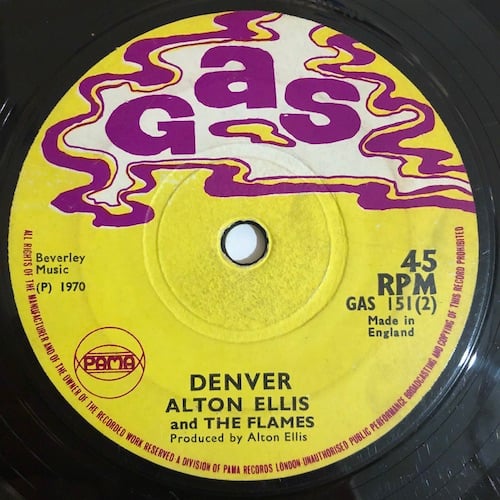 Gas
Beverley
Music
(P) 1970
45
RPM
GAS 151(2)
Made in
England
PAMA
DENVER
ALTON ELLIS
and THE FLAMES
Produced by Alton Ellis
ALL RIGHTS OF THE MANUFACTURER AND OF THE OWNER OF THE RECORDED WORK RESERVED A DIVISION OF PAMA RECORDS LONDON UNAUTHORISED PUBLIC PERFORMANCE BROADCASTING AND COPYING OF THIS RECORD PROHIBITED